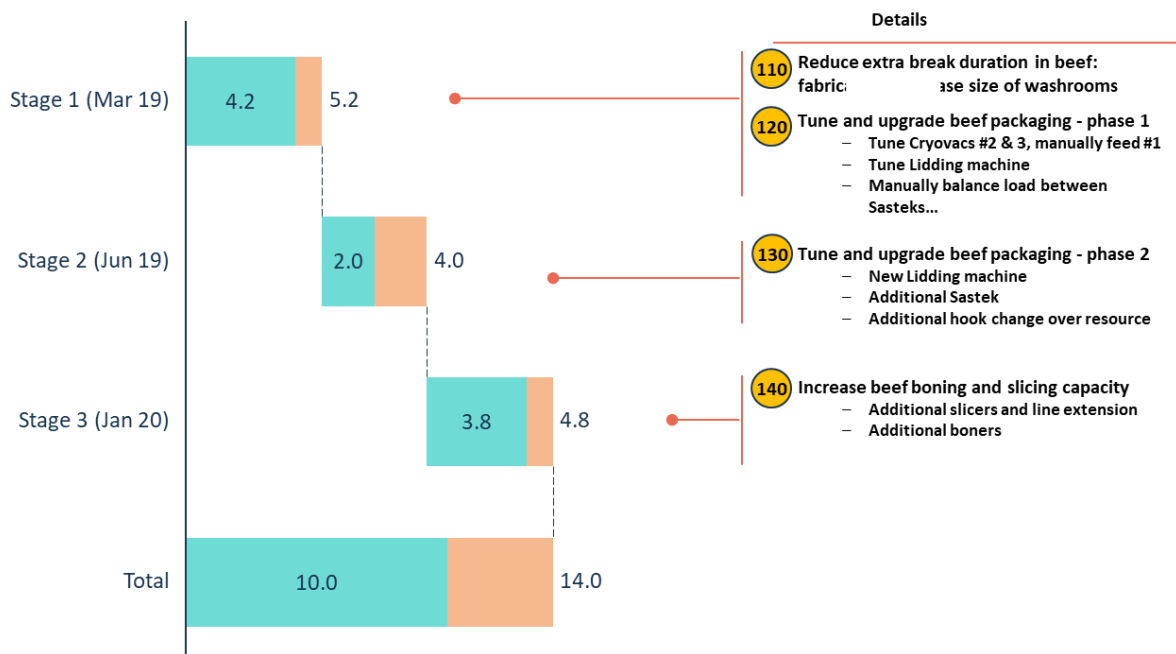 Details
Stage 1 (Mar 19)
4.2
5.2
110
Reduce extra break duration in beef:
size of washrooms
120
Tune and upgrade beef packaging - phase 1
– Tune Cryovacs #2 & 3, manually feed #1
– Tune Lidding machine
– Manually balance load between
Sasteks...
Stage 2 (Jun 19)
2.0
4.0
130
Tune and upgrade beef packaging - phase 2
– New Lidding machine
– Additional Sastek
– Additional hook change over resource
Stage 3 (Jan 20)
3.8
4.8
140
Increase beef boning and slicing capacity
– Additional slicers and line extension
– Additional boners
Total
10.0
14.0